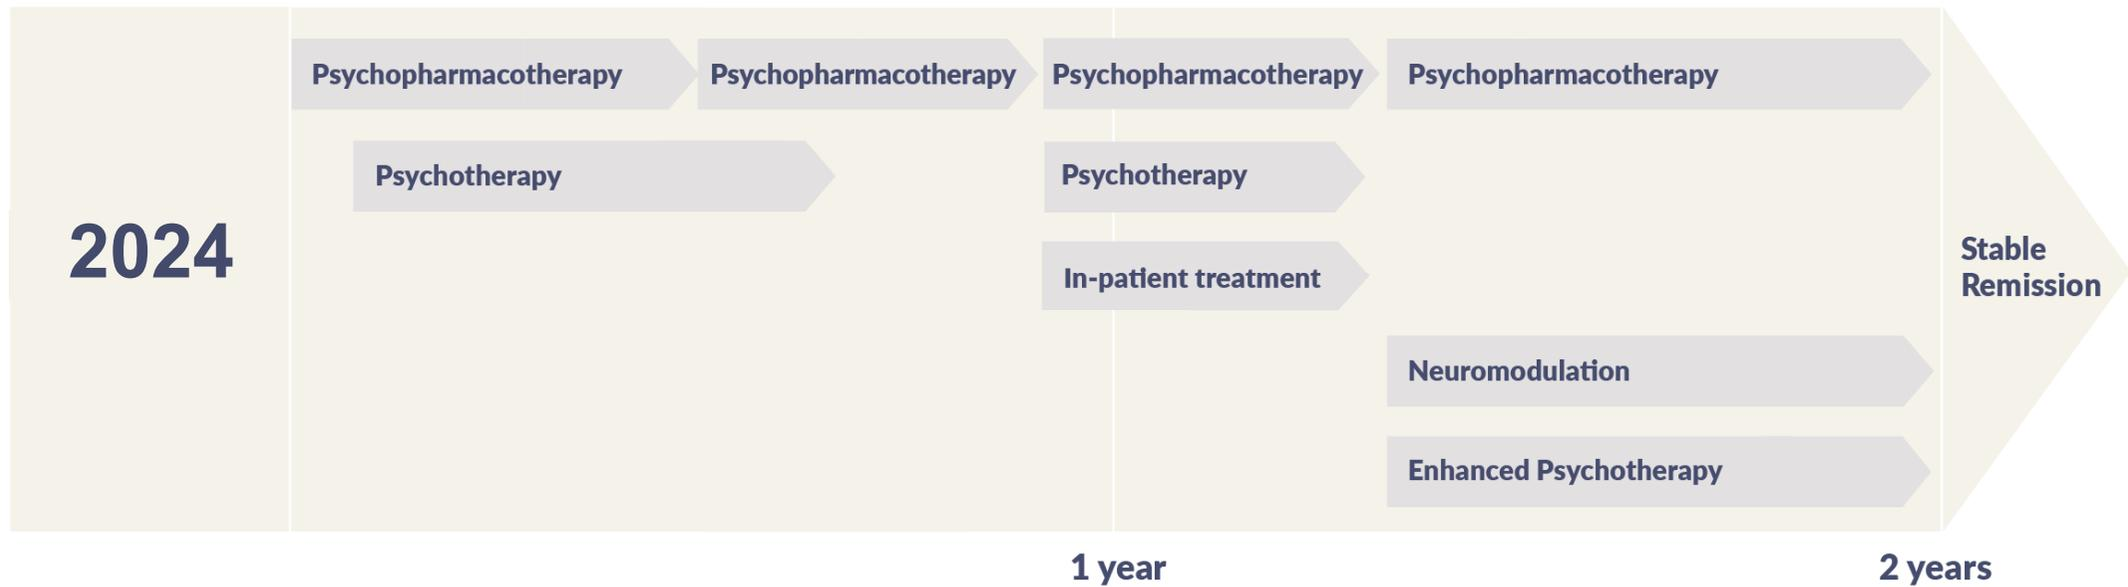 Psychopharmacotherapy
Psychopharmacotherapy
Psychopharmacotherapy
Psychopharmacotherapy
Psychotherapy
Psychotherapy
2024
In-patient treatment
Stable
Remission
Neuromodulation
Enhanced Psychotherapy
1 year
2 years